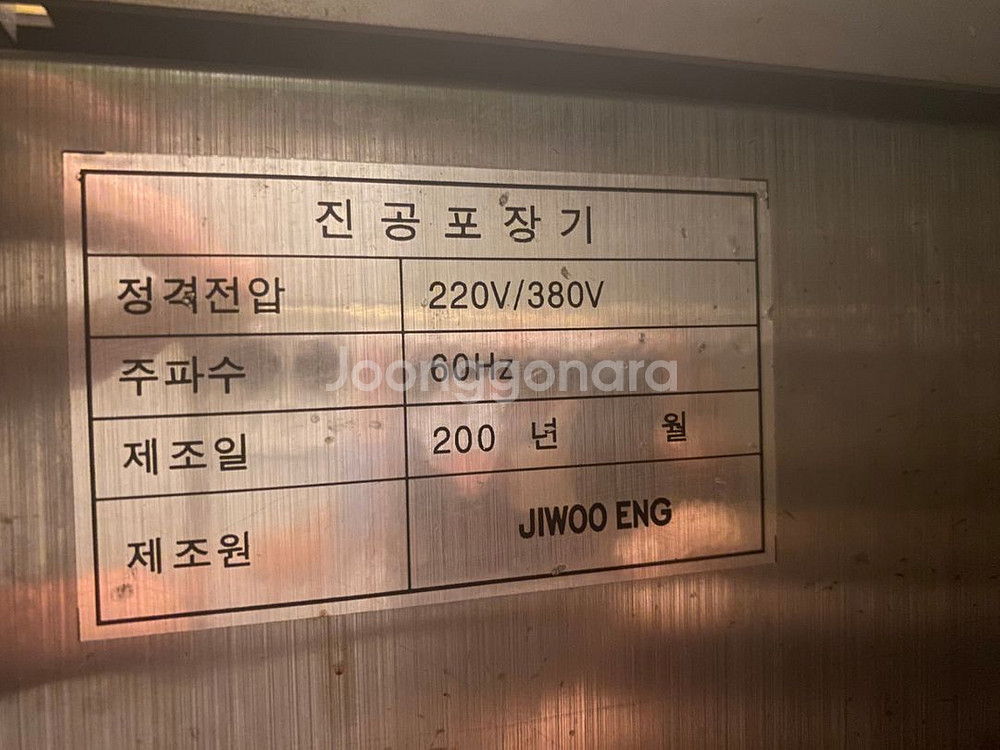 진공포장기
정격전압 220V/380V
주파수 60Hz
Joonggonara
제조일 200 년 월
제조원 JIWOO ENG